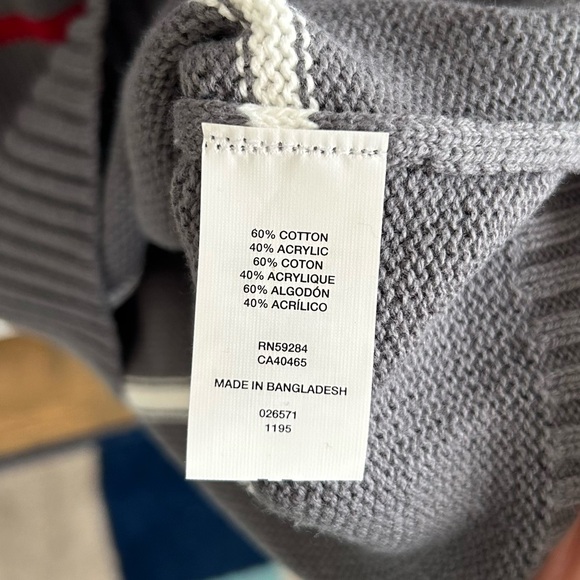 60% COTTON
40% ACRYLIC
60% COTON
40% ACRYLIQUE
60% ALGODÓN
40% ACRÍLICO
RN59284
CA40465
MADE IN BANGLADESH
026571
1195